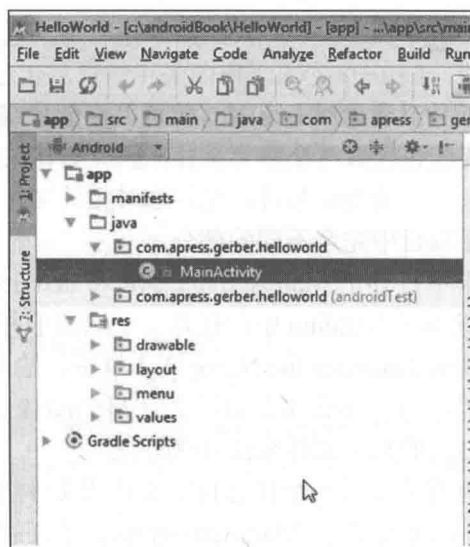 HelloWorld - [c:\androidBook\HelloWorld] - [app] - ...\app\src\main
File Edit View Navigate Code Analyze Refactor Build Run
app src main java com apress ger
Android
1: Project
2: Structure
app
manifests
java
com.apress.gerber.helloworld
MainActivity
com.apress.gerber.helloworld (androidTest)
res
drawable
layout
menu
values
Gradle Scripts